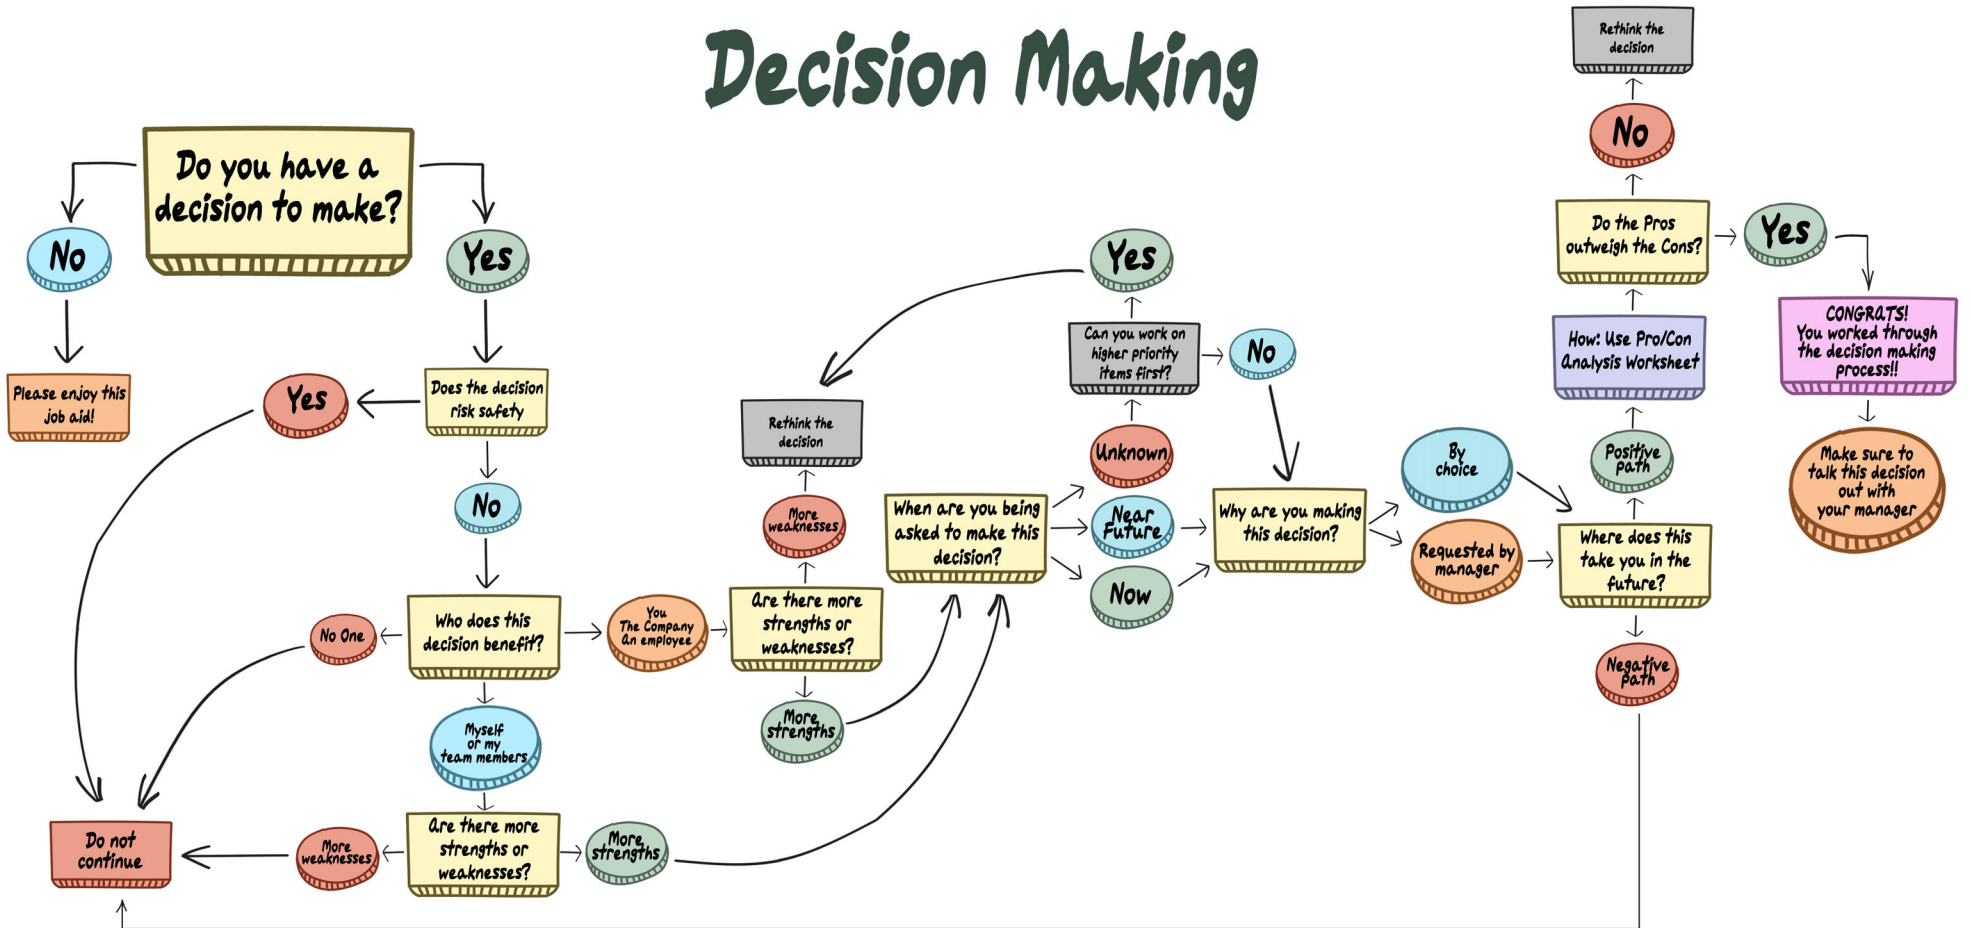 Decision Making
Do you have a
decision to make?
No
Yes
Please enjoy this
job aid!
Does the decision
risk safety
Yes
No
Who does this
decision benefit?
No One
You
The Company
An employee
Myself
or my
team members
Are there more
strengths or
weaknesses?
More
weaknesses
More
strengths
Do not
continue
Are there more
strengths or
weaknesses?
More
weaknesses
Rethink the
decision
More
strengths
When are you being
asked to make this
decision?
Unknown
Near
Future
Now
Can you work on
higher priority
items first?
Yes
No
Why are you making
this decision?
By
choice
Requested by
manager
Where does this
take you in the
future?
Negative
path
Positive
path
How: Use Pro/Con
Analysis Worksheet
Do the Pros
outweigh the Cons?
No
Rethink the
decision
Yes
CONGRATS!
You worked through
the decision making
process!!
Make sure to
talk this decision
out with
your manager